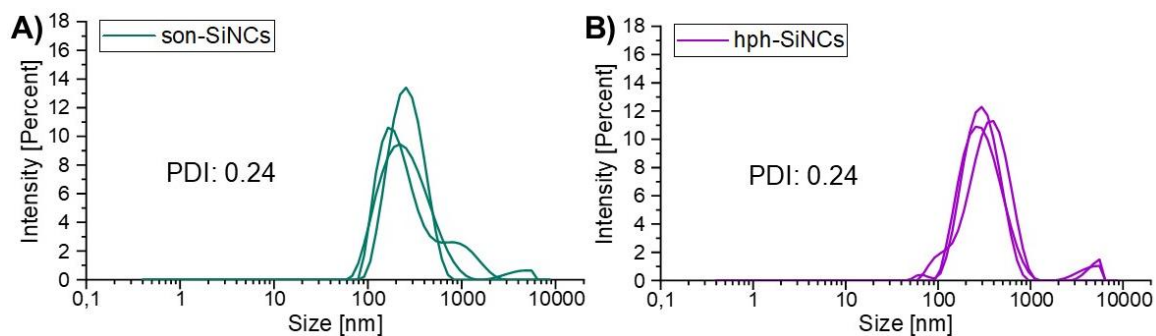 A)
son-SiNCs
Intensity [Percent]
18
16
14
12
10
8
6
4
2
0
PDI: 0.24
0,1 1 10 100 1000 10000
Size [nm]
B)
hph-SiNCs
Intensity [Percent]
18
16
14
12
10
8
6
4
2
0
PDI: 0.24
0,1 1 10 100 1000 10000
Size [nm]